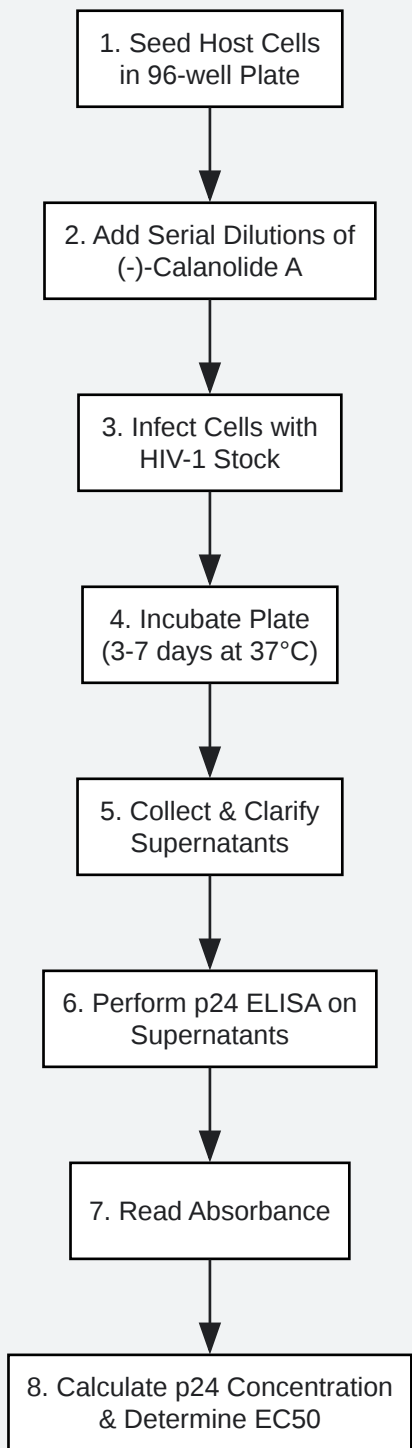 1. Seed Host Cells
in 96-well Plate
2. Add Serial Dilutions of
(-)-Calanolide A
3. Infect Cells with
HIV-1 Stock
4. Incubate Plate
(3-7 days at 37°C)
5. Collect & Clarify
Supernatants
6. Perform p24 ELISA on
Supernatants
7. Read Absorbance
8. Calculate p24 Concentration
& Determine EC50